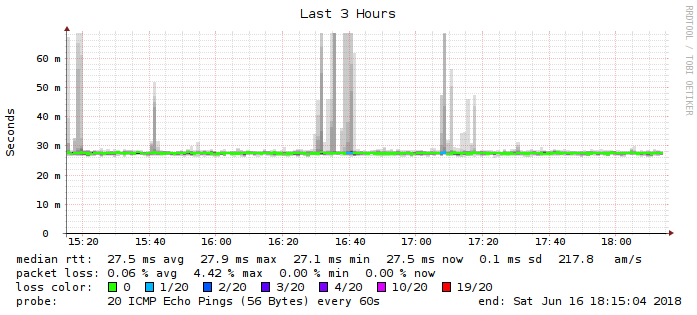 Last 3 Hours
RRDTOOL / TOBI OETIKER
Seconds
60 m
50 m
40 m
30 m
20 m
10 m
0
15:20 15:40 16:00 16:20 16:40 17:00 17:20 17:40 18:00
median rtt: 27.5 ms avg 27.9 ms max 27.1 ms min 27.5 ms now 0.1 ms sd 217.8 am/s
packet loss: 0.06 % avg 4.42 % max 0.00 % min 0.00 % now
loss color: 0 1/20 2/20 3/20 4/20 10/20 19/20
probe: 20 ICMP Echo Pings (56 Bytes) every 60s end: Sat Jun 16 18:15:04 2018